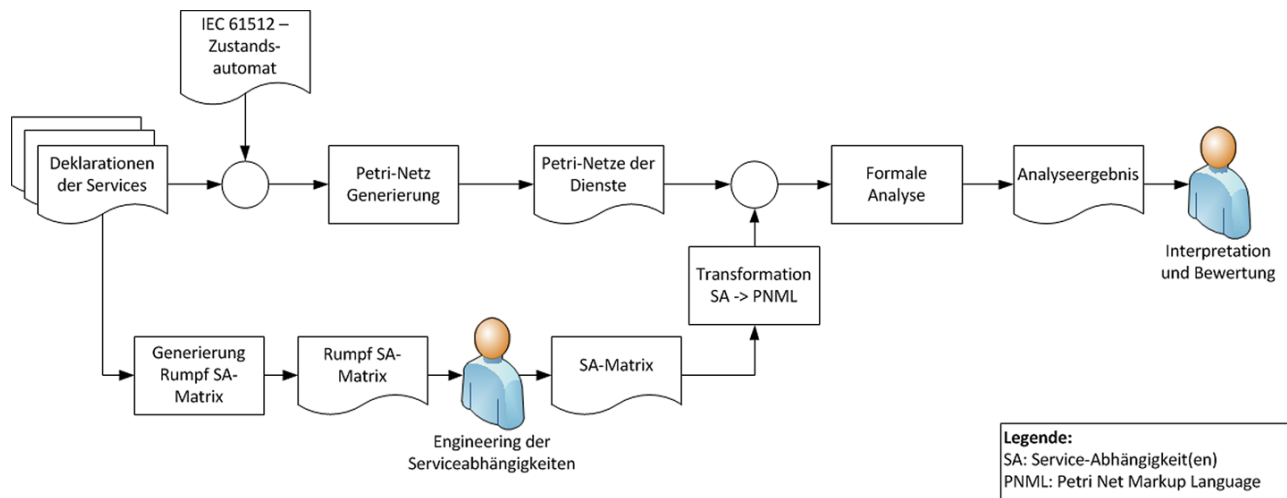 IEC 61512 –
Zustands-
automat
Deklarationen
der Services
Petri-Netz
Generierung
Petri-Netze der
Dienste
Formale
Analyse
Analyseergebnis
Interpretation
und Bewertung
Transformation
SA -> PNML
Generierung
Rumpf SA-
Matrix
Rumpf SA-
Matrix
Engineering der
Serviceabhängigkeiten
SA-Matrix
Legende:
SA: Service-Abhängigkeit(en)
PNML: Petri Net Markup Language